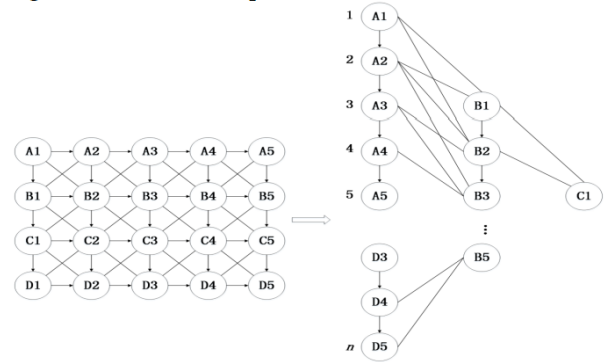 1 A1
2 A2
3 A3 B1
4 A4 B2
5 A5 B3 C1
⋮
D3 B5
D4
n D5
A1 A2 A3 A4 A5
B1 B2 B3 B4 B5
C1 C2 C3 C4 C5
D1 D2 D3 D4 D5